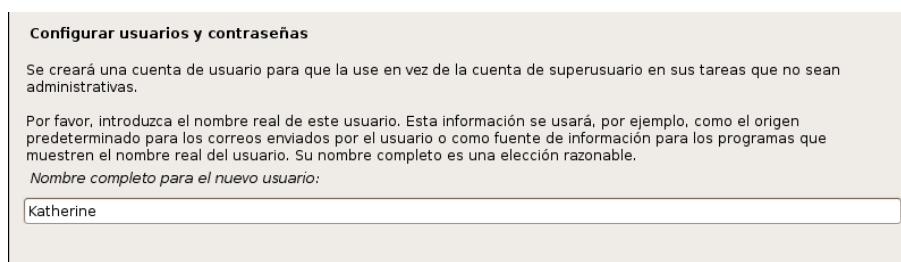 Configurar usuarios y contraseñas
Se creará una cuenta de usuario para que la use en vez de la cuenta de superusuario en sus tareas que no sean
administrativas.
Por favor, introduzca el nombre real de este usuario. Esta información se usará, por ejemplo, como el origen
predeterminado para los correos enviados por el usuario o como fuente de información para los programas que
muestren el nombre real del usuario. Su nombre completo es una elección razonable.
Nombre completo para el nuevo usuario:
Katherine